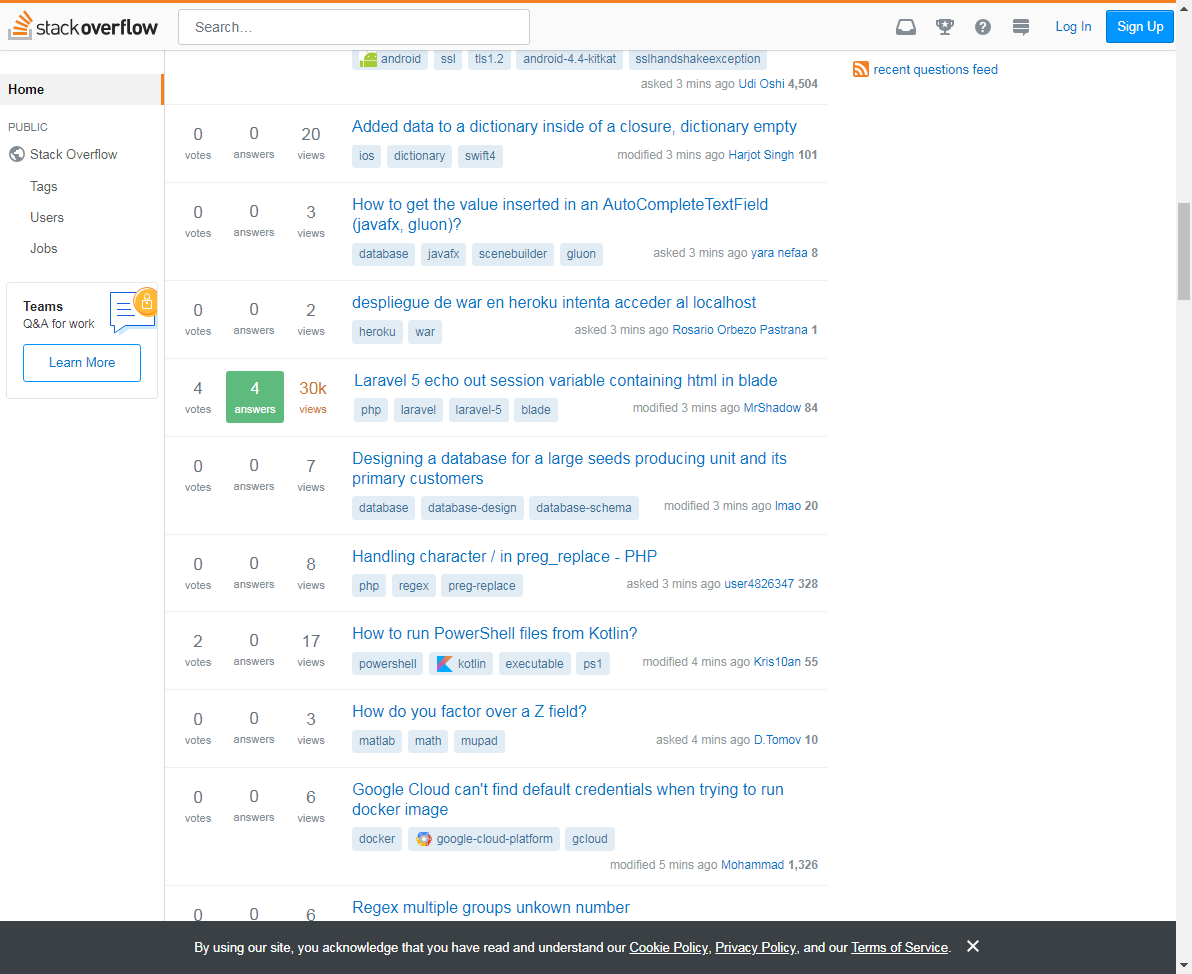 stackoverflow
Search…
Log In
Sign Up
Home
PUBLIC
Stack Overflow
Tags
Users
Jobs
Teams
Q&A for work
Learn More
android ssl tls1.2 android-4.4-kitkat sslhandshakeexception
asked 3 mins ago Udi Oshi 4,504
0 votes 0 answers 20 views
Added data to a dictionary inside of a closure, dictionary empty
ios dictionary swift4
modified 3 mins ago Harjot Singh 101
0 votes 0 answers 3 views
How to get the value inserted in an AutoCompleteTextField
(javafx, gluon)?
database javafx scenebuilder gluon
asked 3 mins ago yara nefaa 8
0 votes 0 answers 2 views
despliegue de war en heroku intenta acceder al localhost
heroku war
asked 3 mins ago Rosario Orbezo Pastrana 1
4 votes 4 answers 30k views
Laravel 5 echo out session variable containing html in blade
php laravel laravel-5 blade
modified 3 mins ago MrShadow 84
0 votes 0 answers 7 views
Designing a database for a large seeds producing unit and its
primary customers
database database-design database-schema
modified 3 mins ago lmao 20
0 votes 0 answers 8 views
Handling character / in preg_replace - PHP
php regex preg-replace
asked 3 mins ago user4826347 328
2 votes 0 answers 17 views
How to run PowerShell files from Kotlin?
powershell kotlin executable ps1
modified 4 mins ago Kris10an 55
0 votes 0 answers 3 views
How do you factor over a Z field?
matlab math mupad
asked 4 mins ago D.Tomov 10
0 votes 0 answers 6 views
Google Cloud can't find default credentials when trying to run
docker image
docker google-cloud-platform gcloud
modified 5 mins ago Mohammad 1,326
0 0 6
Regex multiple groups unkown number
recent questions feed
By using our site, you acknowledge that you have read and understand our Cookie Policy, Privacy Policy, and our Terms of Service.